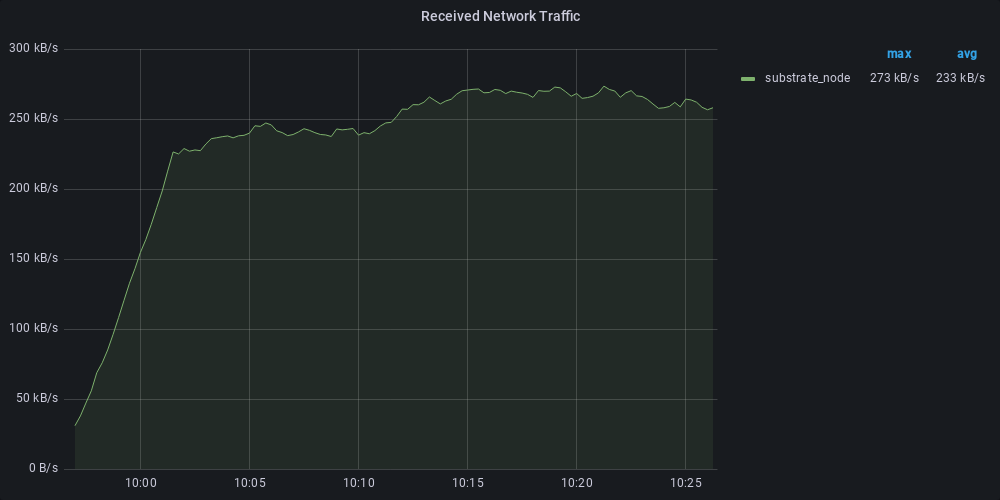 Received Network Traffic
300 kB/s
250 kB/s
200 kB/s
150 kB/s
100 kB/s
50 kB/s
0 B/s
10:00 10:05 10:10 10:15 10:20 10:25
max avg
substrate_node 273 kB/s 233 kB/s